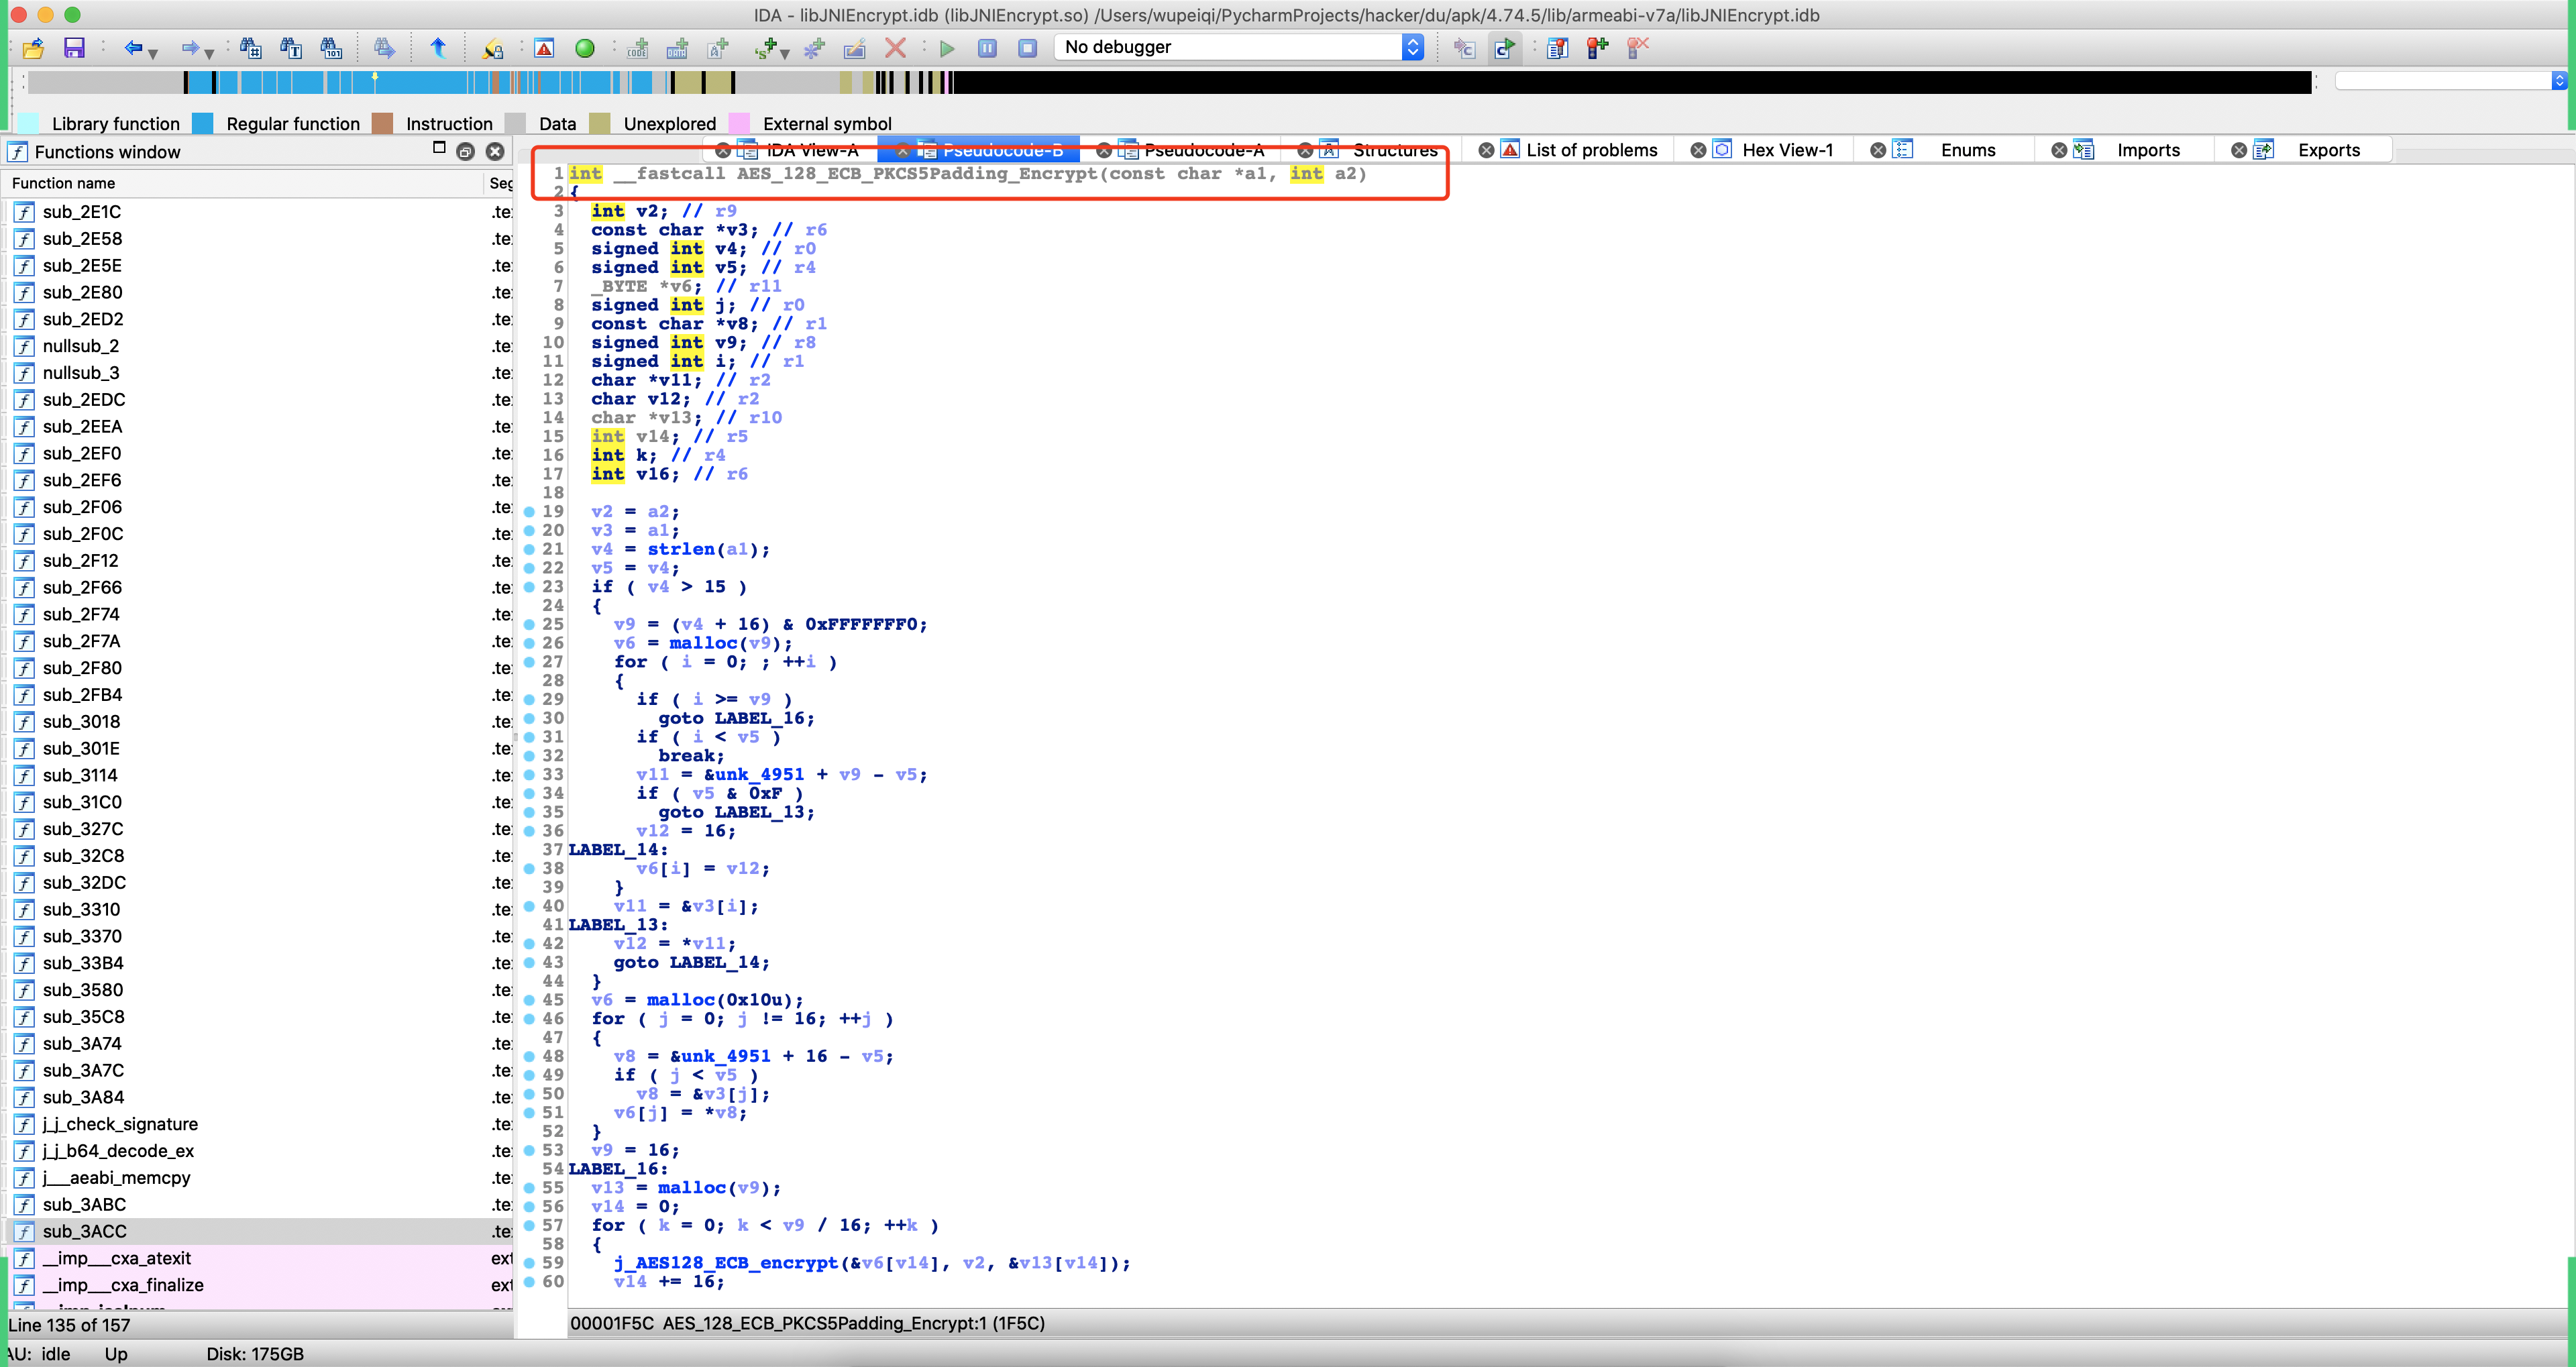 IDA - libJNIEncrypt.idb (libJNIEncrypt.so) /Users/wupeiqi/PycharmProjects/hacker/du/apk/4.74.5/lib/armeabi-v7a/libJNIEncrypt.idb
No debugger
Library function Regular function Instruction Data Unexplored External symbol
Functions window
IDA View-A Pseudocode-B Pseudocode-A Structures List of problems Hex View-1 Enums Imports Exports
Function name Seg
sub_2E1C .te
sub_2E58 .te
sub_2E5E .te
sub_2E80 .te
sub_2ED2 .te
nullsub_2 .te
nullsub_3 .te
sub_2EDC .te
sub_2EEA .te
sub_2EF0 .te
sub_2EF6 .te
sub_2F06 .te
sub_2F0C .te
sub_2F12 .te
sub_2F66 .te
sub_2F74 .te
sub_2F7A .te
sub_2F80 .te
sub_2FB4 .te
sub_3018 .te
sub_301E .te
sub_3114 .te
sub_31C0 .te
sub_327C .te
sub_32C8 .te
sub_32DC .te
sub_3310 .te
sub_3370 .te
sub_33B4 .te
sub_3580 .te
sub_35C8 .te
sub_3A74 .te
sub_3A7C .te
sub_3A84 .te
j_j_check_signature .te
j_j_b64_decode_ex .te
j___aeabi_memcpy .te
sub_3ABC .te
sub_3ACC .te
__imp___cxa_atexit ext
__imp___cxa_finalize ext
Line 135 of 157
1 int __fastcall AES_128_ECB_PKCS5Padding_Encrypt(const char *a1, int a2)
2 {
3 int v2; // r9
4 const char *v3; // r6
5 signed int v4; // r0
6 signed int v5; // r4
7 _BYTE *v6; // r11
8 signed int j; // r0
9 const char *v8; // r1
10 signed int v9; // r8
11 signed int i; // r1
12 char *v11; // r2
13 char v12; // r2
14 char *v13; // r10
15 int v14; // r5
16 int k; // r4
17 int v16; // r6
18
19 v2 = a2;
20 v3 = a1;
21 v4 = strlen(a1);
22 v5 = v4;
23 if ( v4 > 15 )
24 {
25 v9 = (v4 + 16) & 0xFFFFFFF0;
26 v6 = malloc(v9);
27 for ( i = 0; ; ++i )
28 {
29 if ( i >= v9 )
30 goto LABEL_16;
31 if ( i < v5 )
32 break;
33 v11 = &unk_4951 + v9 - v5;
34 if ( v5 & 0xF )
35 goto LABEL_13;
36 v12 = 16;
37 LABEL_14:
38 v6[i] = v12;
39 }
40 v11 = &v3[i];
41 LABEL_13:
42 v12 = *v11;
43 goto LABEL_14;
44 }
45 v6 = malloc(0x10u);
46 for ( j = 0; j != 16; ++j )
47 {
48 v8 = &unk_4951 + 16 - v5;
49 if ( j < v5 )
50 v8 = &v3[j];
51 v6[j] = *v8;
52 }
53 v9 = 16;
54 LABEL_16:
55 v13 = malloc(v9);
56 v14 = 0;
57 for ( k = 0; k < v9 / 16; ++k )
58 {
59 j_AES128_ECB_encrypt(&v6[v14], v2, &v13[v14]);
60 v14 += 16;
00001F5C AES_128_ECB_PKCS5Padding_Encrypt:1 (1F5C)
AU: idle Up Disk: 175GB